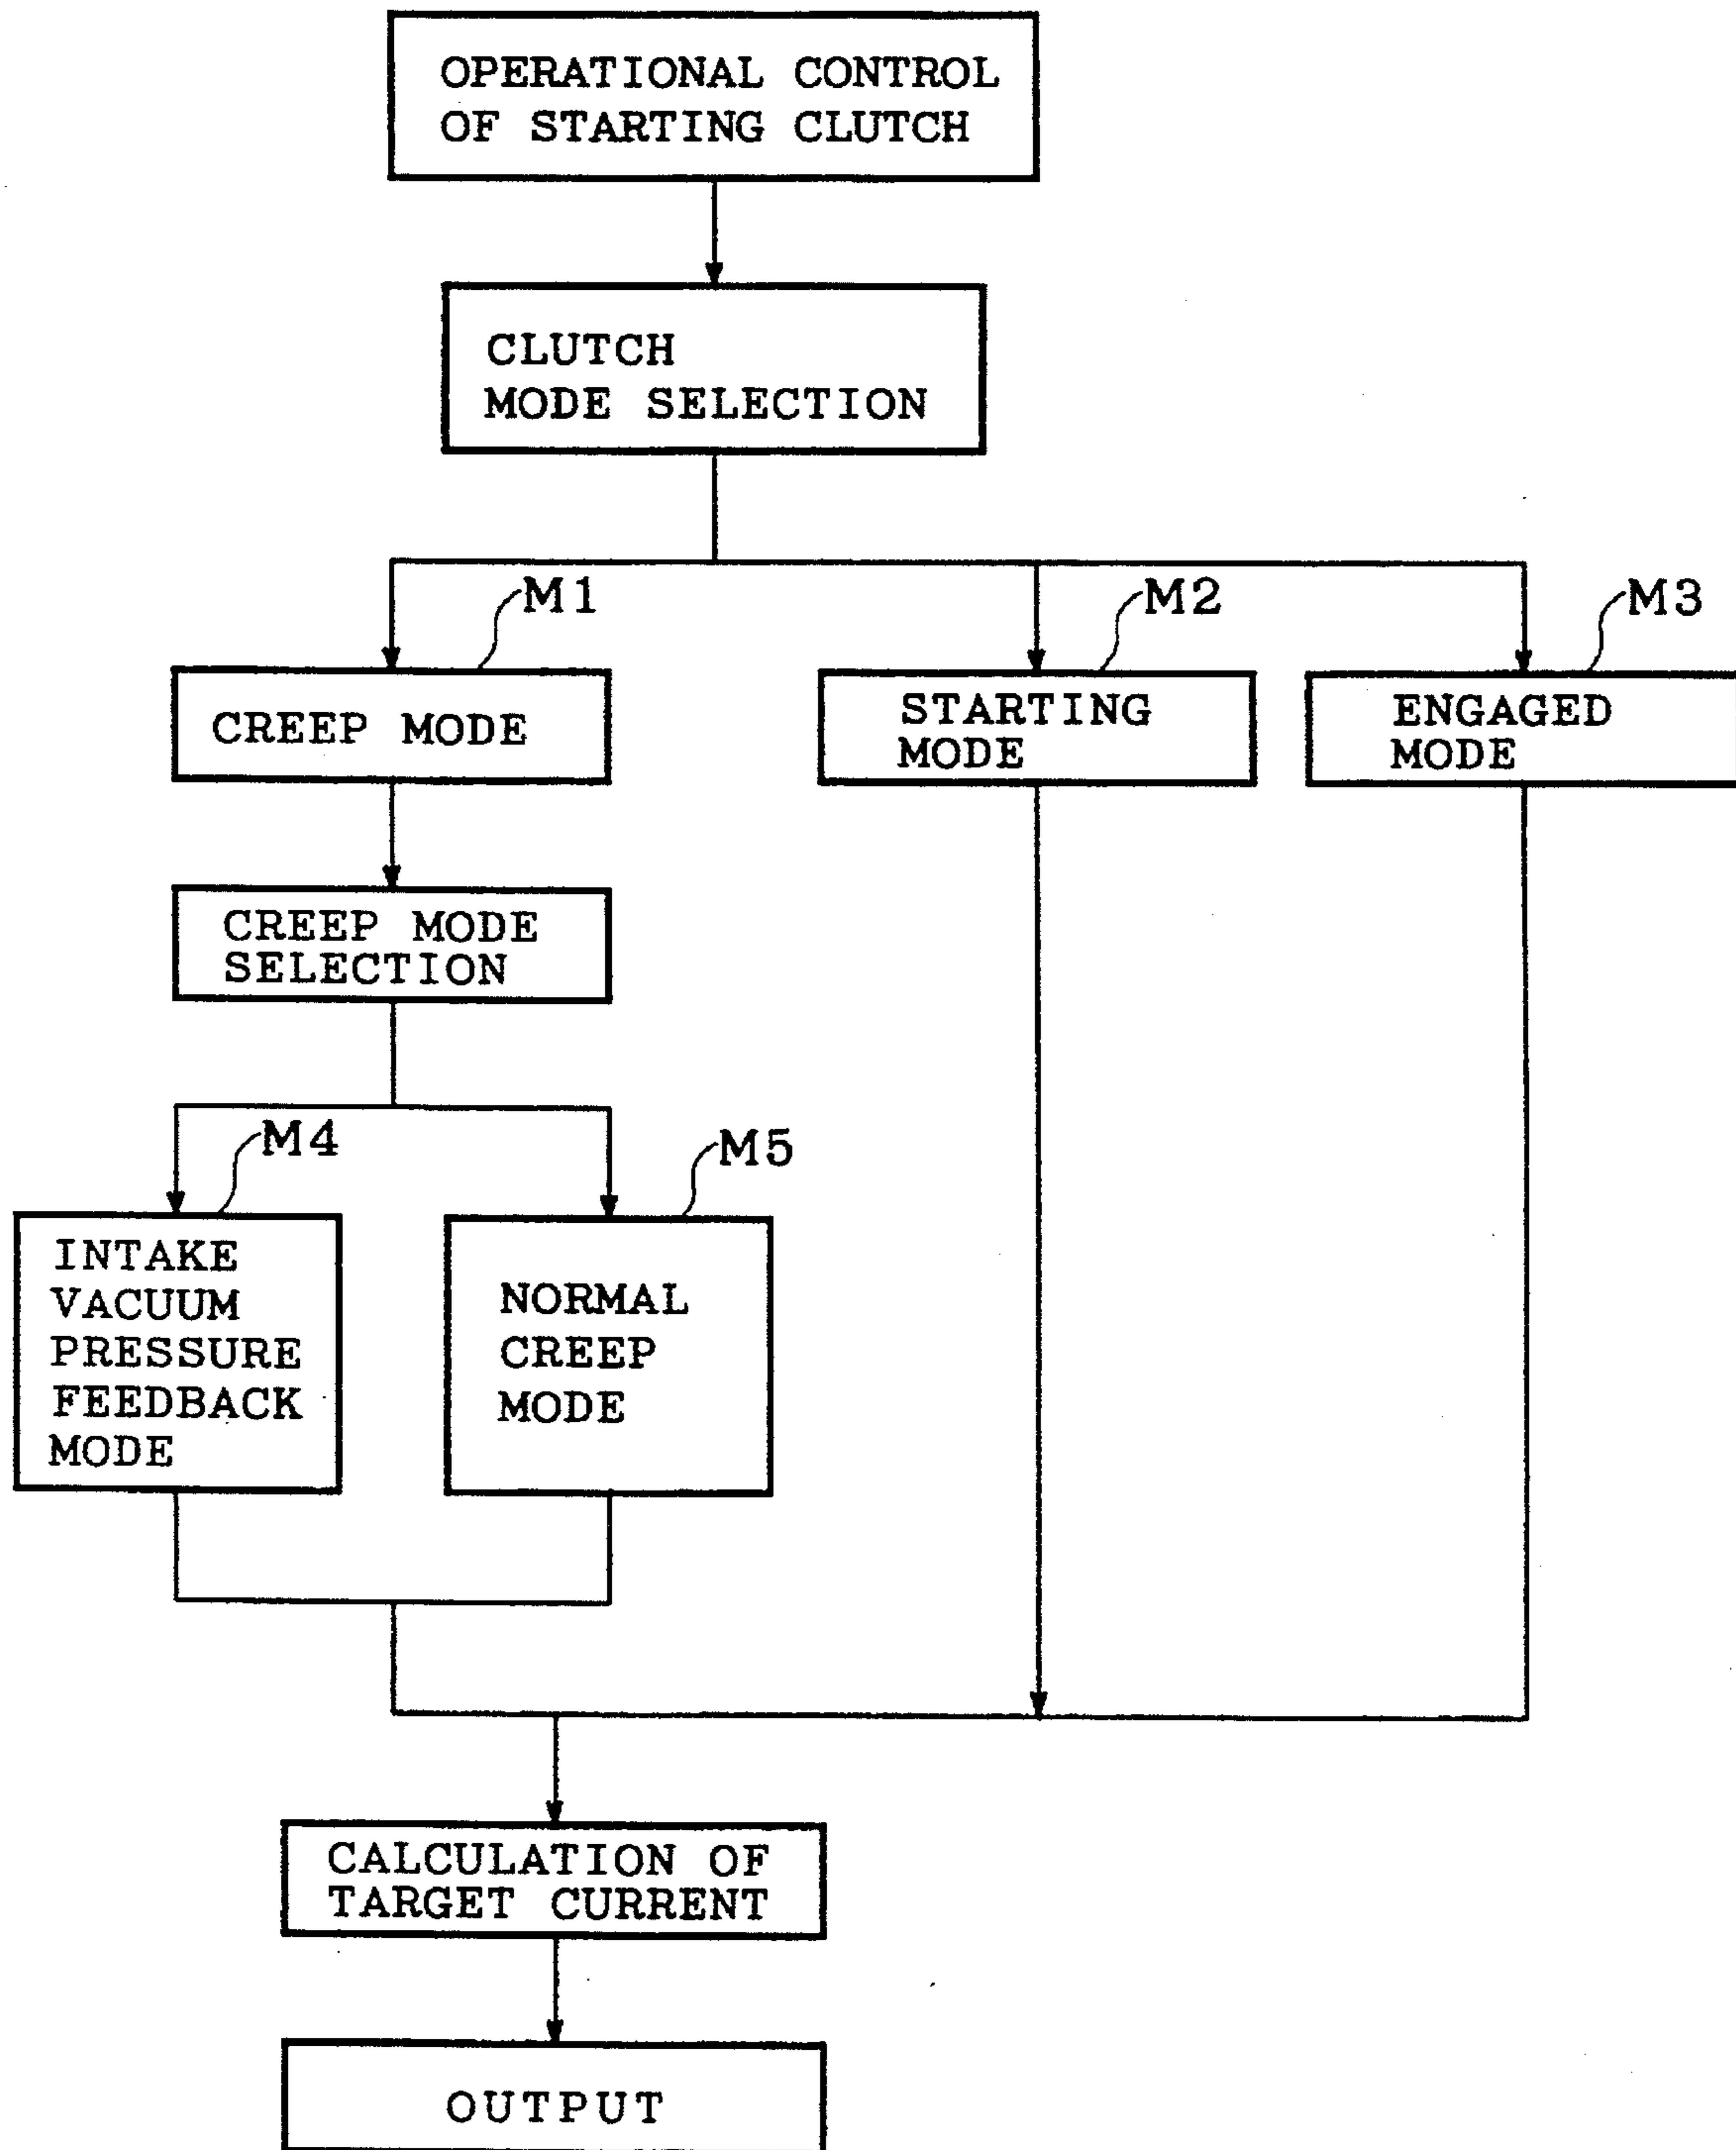 OPERATIONAL CONTROL
OF STARTING CLUTCH
CLUTCH
MODE SELECTION
M1
M2
M3
CREEP MODE
STARTING
MODE
ENGAGED
MODE
CREEP MODE
SELECTION
M4
M5
INTAKE
VACUUM
PRESSURE
FEEDBACK
MODE
NORMAL
CREEP
MODE
CALCULATION OF
TARGET CURRENT
OUTPUT